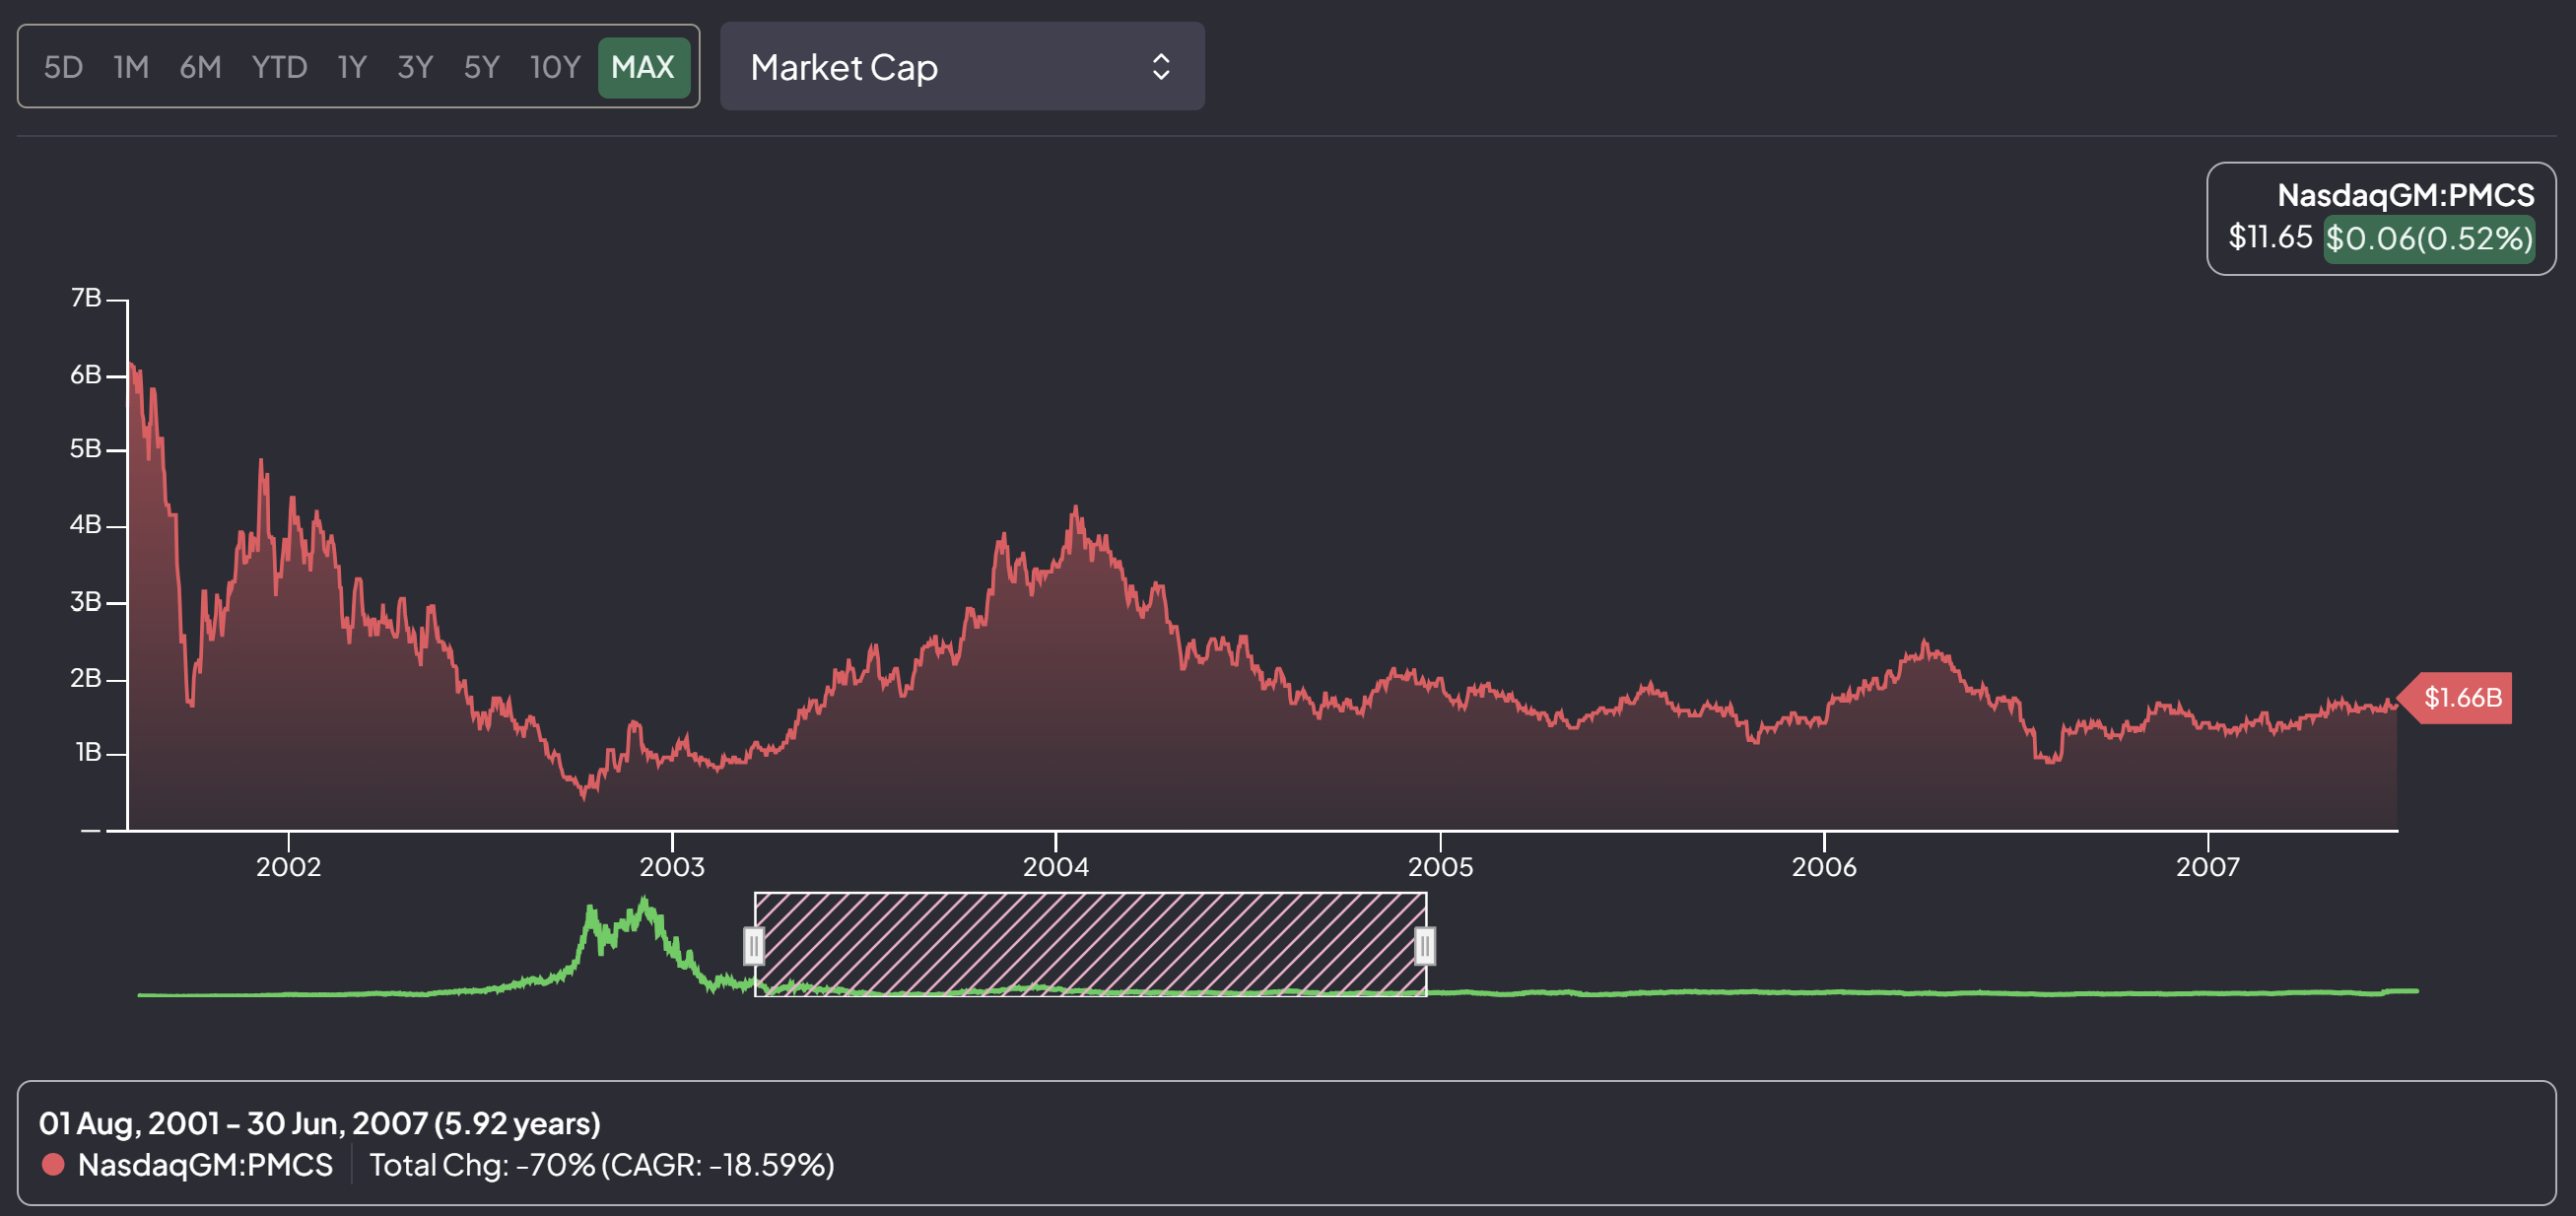 5D 1M 6M YTD 1Y 3Y 5Y 10Y MAX Market Cap
NasdaqGM:PMCS
$11.65 $0.06(0.52%)
7B
6B
5B
4B
3B
2B
$1.66B
1B
—
2002 2003 2004 2005 2006 2007
01 Aug, 2001 - 30 Jun, 2007 (5.92 years)
NasdaqGM:PMCS Total Chg: -70% (CAGR: -18.59%)